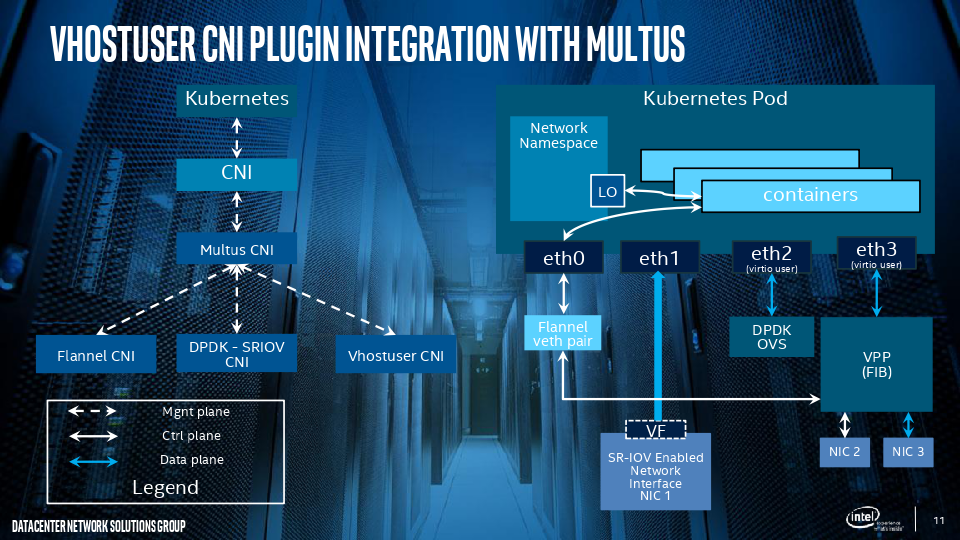 VHOSTUSER CNI PLUGIN INTEGRATION WITH MULTUS
Kubernetes
CNI
Multus CNI
Flannel CNI
DPDK - SRIOV
CNI
Vhostuser CNI
Mgnt plane
Ctrl plane
Data plane
Legend
Kubernetes Pod
Network
Namespace
LO
containers
eth0
eth1
eth2
(virtio user)
eth3
(virtio user)
Flannel
veth pair
DPDK
OVS
VPP
(FIB)
VF
SR-IOV Enabled
Network
Interface
NIC 1
NIC 2
NIC 3
DATACENTER NETWORK SOLUTIONS GROUP
intel
experience
what's inside™
11